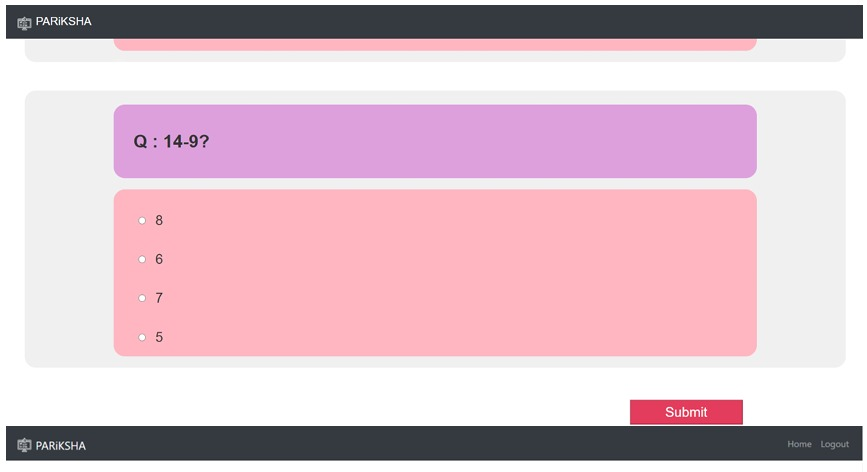 PARiKSHA
Q : 14-9?
8
6
7
5
Submit
PARiKSHA
Home Logout